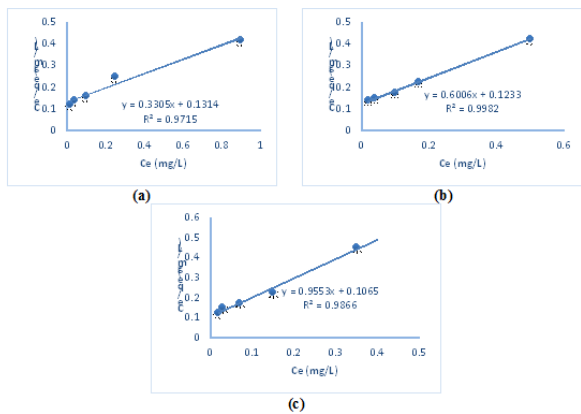 0.5
0.4
0.3
0.2
0.1
0
0 0.2 0.4 0.6 0.8 1
y = 0.3305x + 0.1314
R² = 0.9715
Ce (mg/L)
(a)
0.5
0.4
0.3
0.2
0.1
0
0 0.2 0.4 0.6
y = 0.6006x + 0.1233
R² = 0.9982
Ce (mg/L)
(b)
0.6
0.5
0.4
0.3
0.2
0.1
0
0 0.1 0.2 0.3 0.4 0.5
y = 0.9553x + 0.1065
R² = 0.9866
Ce (mg/L)
(c)